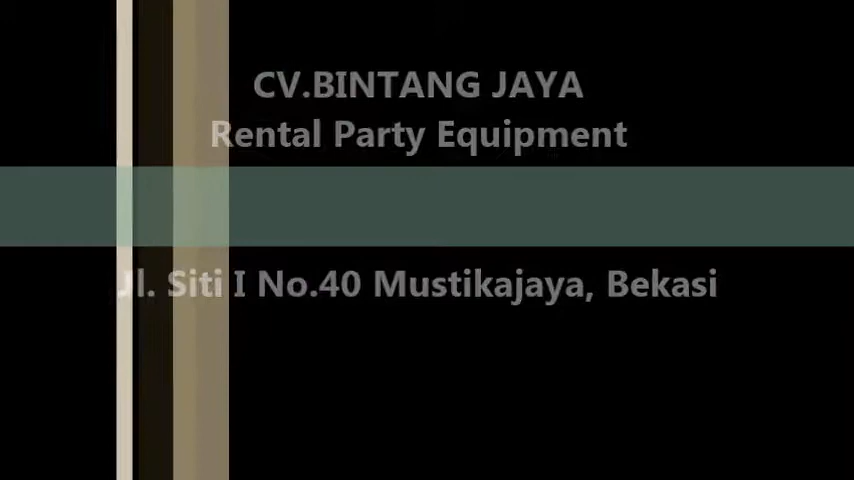 CV.BINTANG JAYA
Rental Party Equipment
Jl. Siti I No.40 Mustikajaya, Bekasi